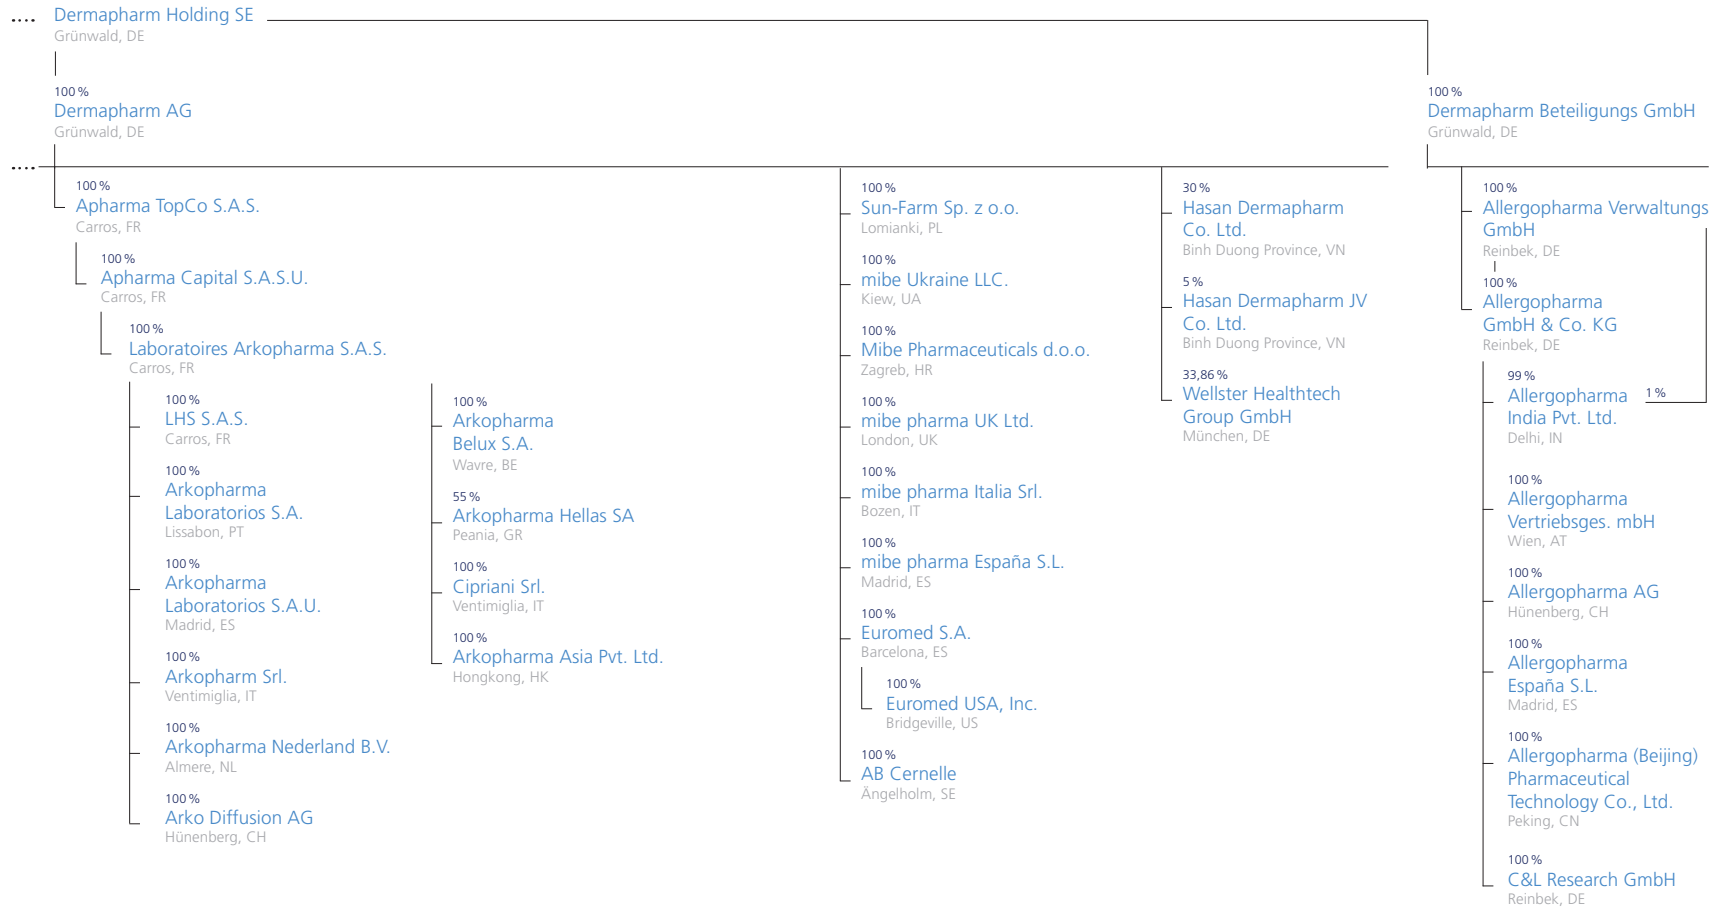 ....
Dermapharm Holding SE
Grünwald, DE
100 %
Dermapharm AG
Grünwald, DE
100 %
Dermapharm Beteiligungs GmbH
Grünwald, DE
....
100 %
Apharma TopCo S.A.S.
Carros, FR
100 %
Apharma Capital S.A.S.U.
Carros, FR
100 %
Laboratoires Arkopharma S.A.S.
Carros, FR
100 %
LHS S.A.S.
Carros, FR
100 %
Arkopharma
Laboratorios S.A.
Lissabon, PT
100 %
Arkopharma
Laboratorios S.A.U.
Madrid, ES
100 %
Arkopharm Srl.
Ventimiglia, IT
100 %
Arkopharma Nederland B.V.
Almere, NL
100 %
Arko Diffusion AG
Hünenberg, CH
100 %
Arkopharma
Belux S.A.
Wavre, BE
55 %
Arkopharma Hellas SA
Peania, GR
100 %
Cipriani Srl.
Ventimiglia, IT
100 %
Arkopharma Asia Pvt. Ltd.
Hongkong, HK
100 %
Sun-Farm Sp. z o.o.
Lomianki, PL
100 %
mibe Ukraine LLC.
Kiew, UA
100 %
Mibe Pharmaceuticals d.o.o.
Zagreb, HR
100 %
mibe pharma UK Ltd.
London, UK
100 %
mibe pharma Italia Srl.
Bozen, IT
100 %
mibe pharma España S.L.
Madrid, ES
100 %
Euromed S.A.
Barcelona, ES
100 %
Euromed USA, Inc.
Bridgeville, US
100 %
AB Cernelle
Ängelholm, SE
30 %
Hasan Dermapharm
Co. Ltd.
Binh Duong Province, VN
5 %
Hasan Dermapharm JV
Co. Ltd.
Binh Duong Province, VN
33,86 %
Wellster Healthtech
Group GmbH
München, DE
100 %
Allergopharma Verwaltungs
GmbH
Reinbek, DE
100 %
Allergopharma
GmbH & Co. KG
Reinbek, DE
99 %
Allergopharma
India Pvt. Ltd.
Delhi, IN
1 %
100 %
Allergopharma
Vertriebsges. mbH
Wien, AT
100 %
Allergopharma AG
Hünenberg, CH
100 %
Allergopharma
España S.L.
Madrid, ES
100 %
Allergopharma (Beijing)
Pharmaceutical
Technology Co., Ltd.
Peking, CN
100 %
C&L Research GmbH
Reinbek, DE